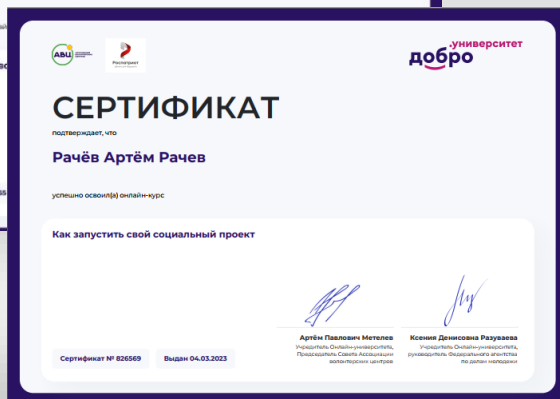 АВЦ
Роспатриот
.университет
добро
СЕРТИФИКАТ
подтверждает, что
Рачёв Артём Рачев
успешно освоил(а) онлайн-курс
Как запустить свой социальный проект
Артём Павлович Метелев
Учредитель Онлайн-университета,
Председатель Совета Ассоциации
волонтерских центров
Ксения Денисовна Разуваева
Учредитель Онлайн-университета,
руководитель Федерального агентства
по делам молодежи
Сертификат № 826569
Выдан 04.03.2023